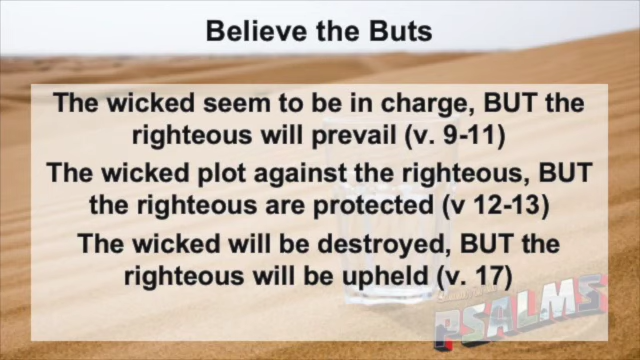 Believe the Buts
The wicked seem to be in charge, BUT the
righteous will prevail (v. 9-11)
The wicked plot against the righteous, BUT
the righteous are protected (v 12-13)
The wicked will be destroyed, BUT the
righteous will be upheld (v. 17)
PSALMS